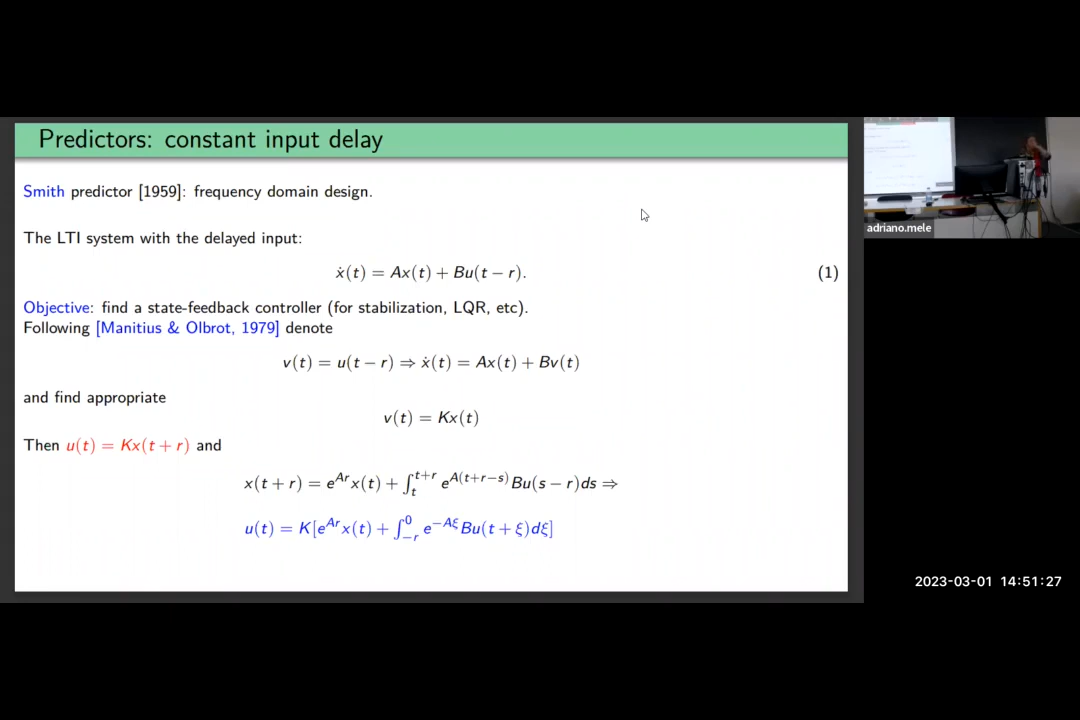 Predictors: constant input delay
Smith predictor [1959]: frequency domain design.
The LTI system with the delayed input:
ẋ(t) = Ax(t) + Bu(t − r). (1)
Objective: find a state-feedback controller (for stabilization, LQR, etc).
Following [Manitius & Olbrot, 1979] denote
v(t) = u(t − r) ⇒ ẋ(t) = Ax(t) + Bv(t)
and find appropriate
v(t) = Kx(t)
Then u(t) = Kx(t + r) and
x(t + r) = e^{Ar}x(t) + ∫_t^{t+r} e^{A(t+r−s)}Bu(s − r)ds ⇒
u(t) = K[e^{Ar}x(t) + ∫_{−r}^0 e^{−Aξ}Bu(t + ξ)dξ]
adriano.mele
2023-03-01 14:51:27